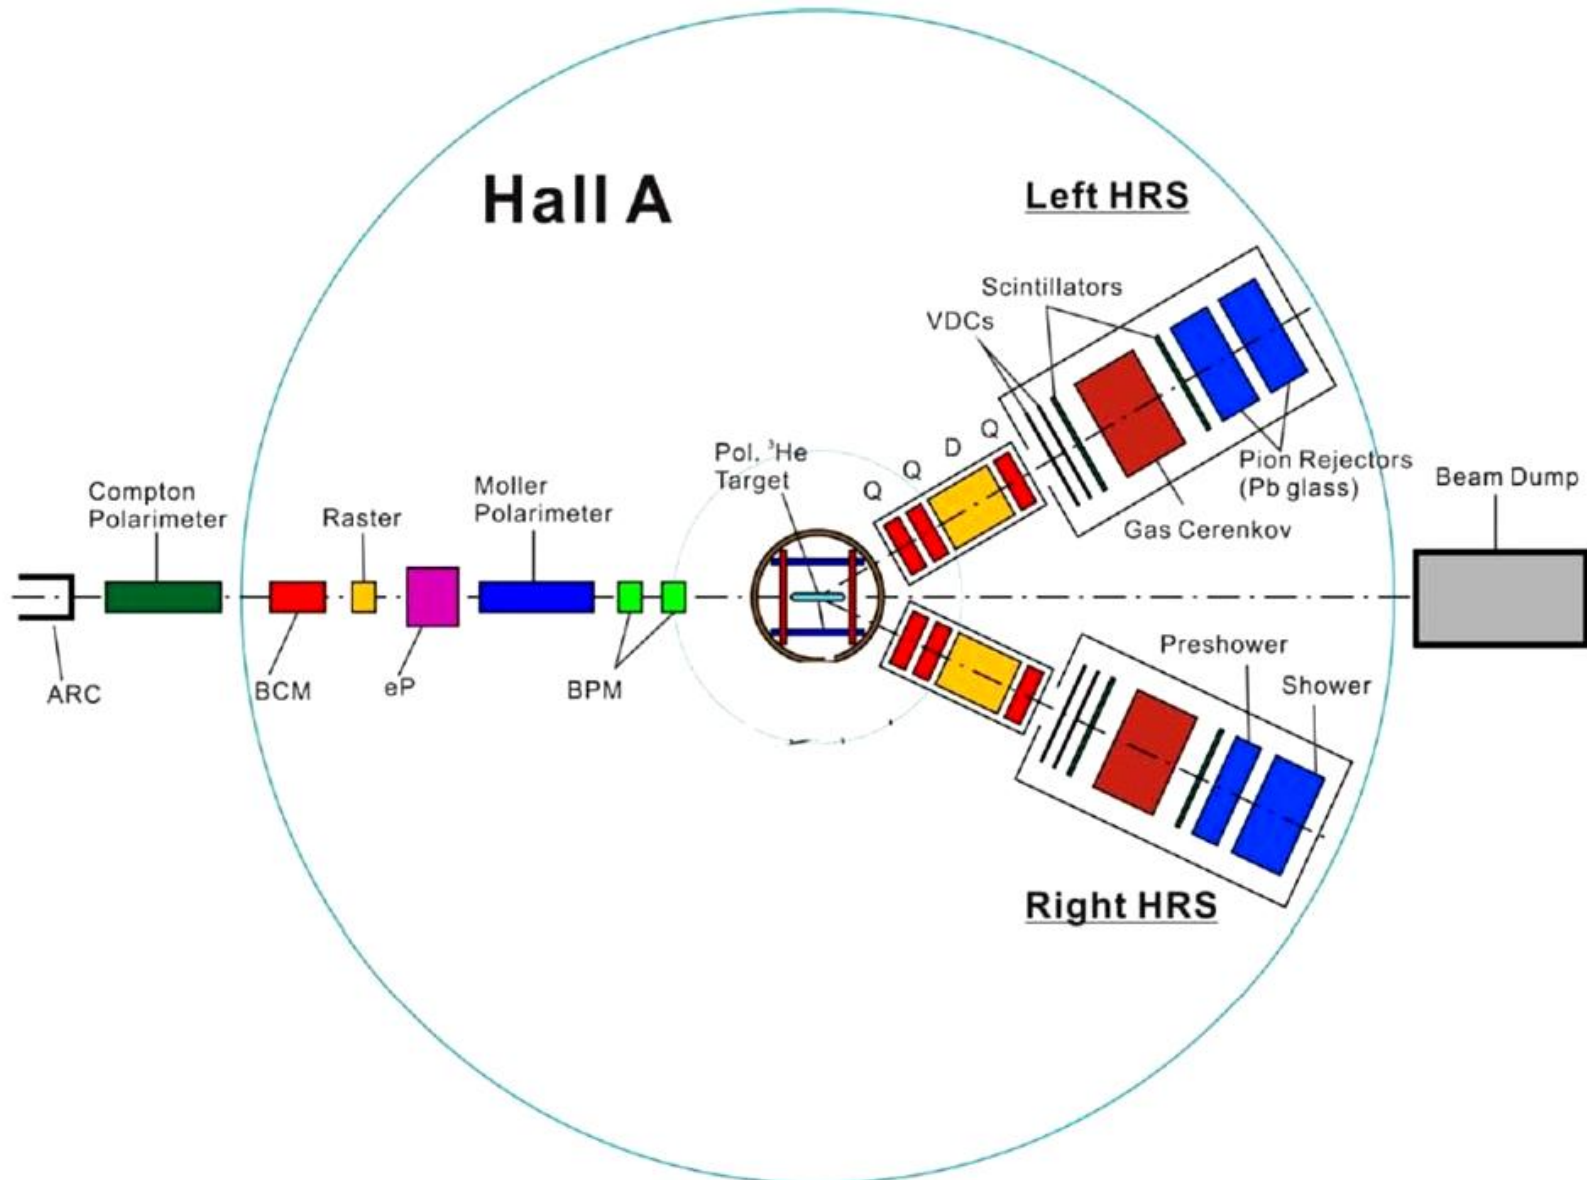 Hall A
Left HRS
Scintillators
VDCs
Q
D
Q
Q
Pol. ³He
Target
Pion Rejectors
(Pb glass)
Gas Cerenkov
Beam Dump
Compton
Polarimeter
Raster
Moller
Polarimeter
ARC
BCM
eP
BPM
Preshower
Shower
Right HRS